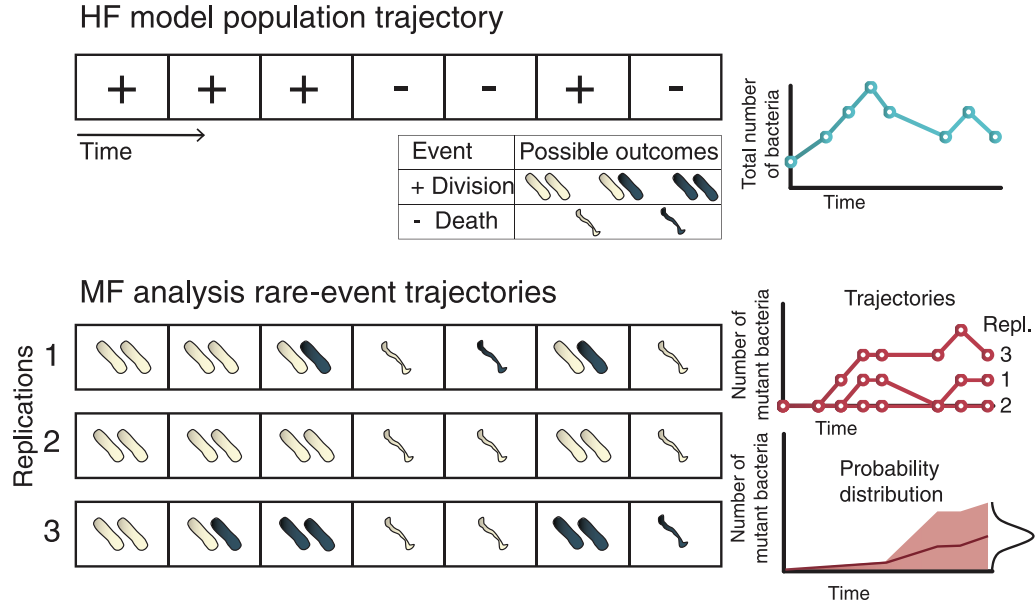 HF model population trajectory
+ + + - - + -
Time
Event Possible outcomes
+ Division
- Death
Total number
of bacteria
Time
MF analysis rare-event trajectories
Replications
1
2
3
Number of
mutant bacteria
Trajectories
Repl.
3
1
2
Time
Number of
mutant bacteria
Probability
distribution
Time